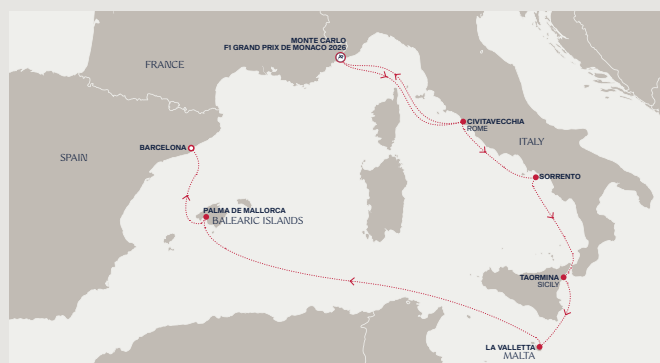 MONTE CARLO
F1 GRAND PRIX DE MONACO 2026
FRANCE
CIVITAVECCHIA
ROME
ITALY
BARCELONA
SPAIN
SORRENTO
PALMA DE MALLORCA
BALEARIC ISLANDS
TAORMINA
SICILY
LA VALLETTA
MALTA